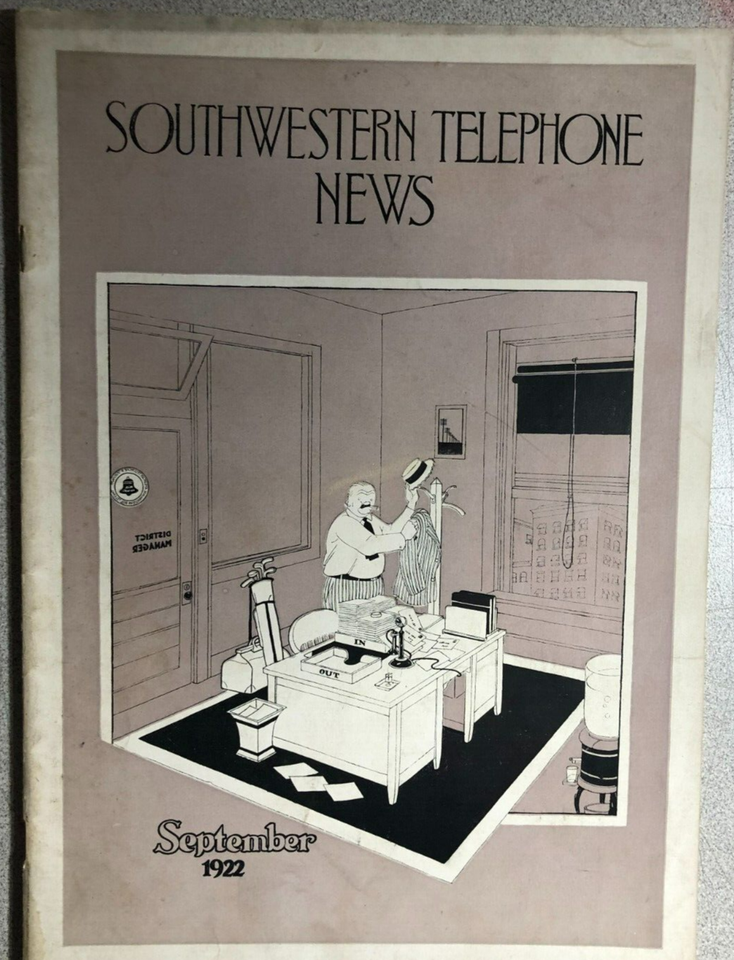 SOUTHWESTERN TELEPHONE
NEWS
DISTRICT
MANAGER
IN
OUT
September
1922